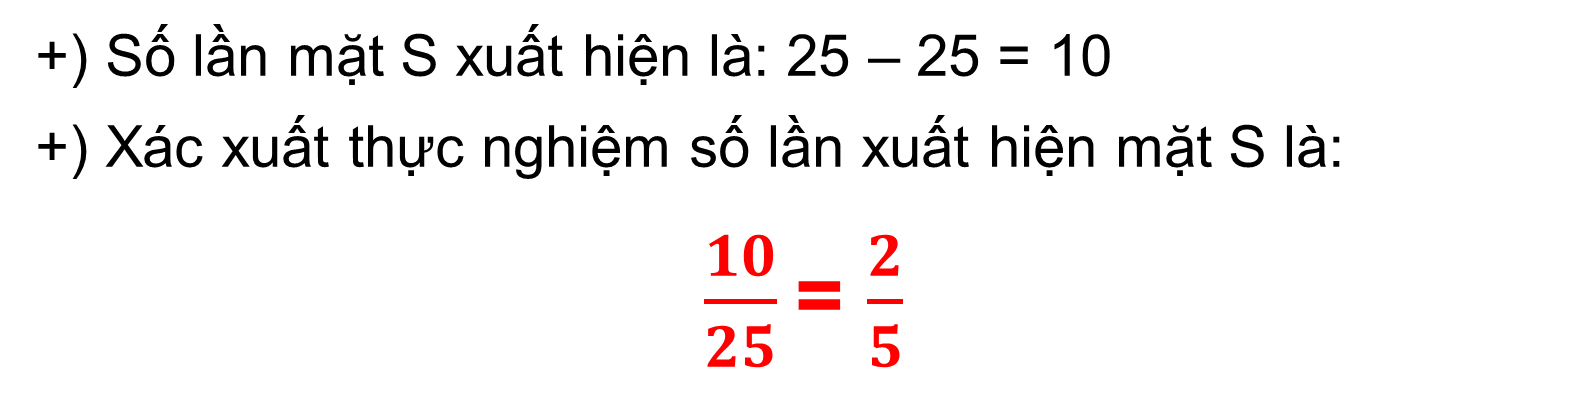 +) Số lần mặt S xuất hiện là: 25 – 25 = 10
+) Xác xuất thực nghiệm số lần xuất hiện mặt S là:
10/25 = 2/5